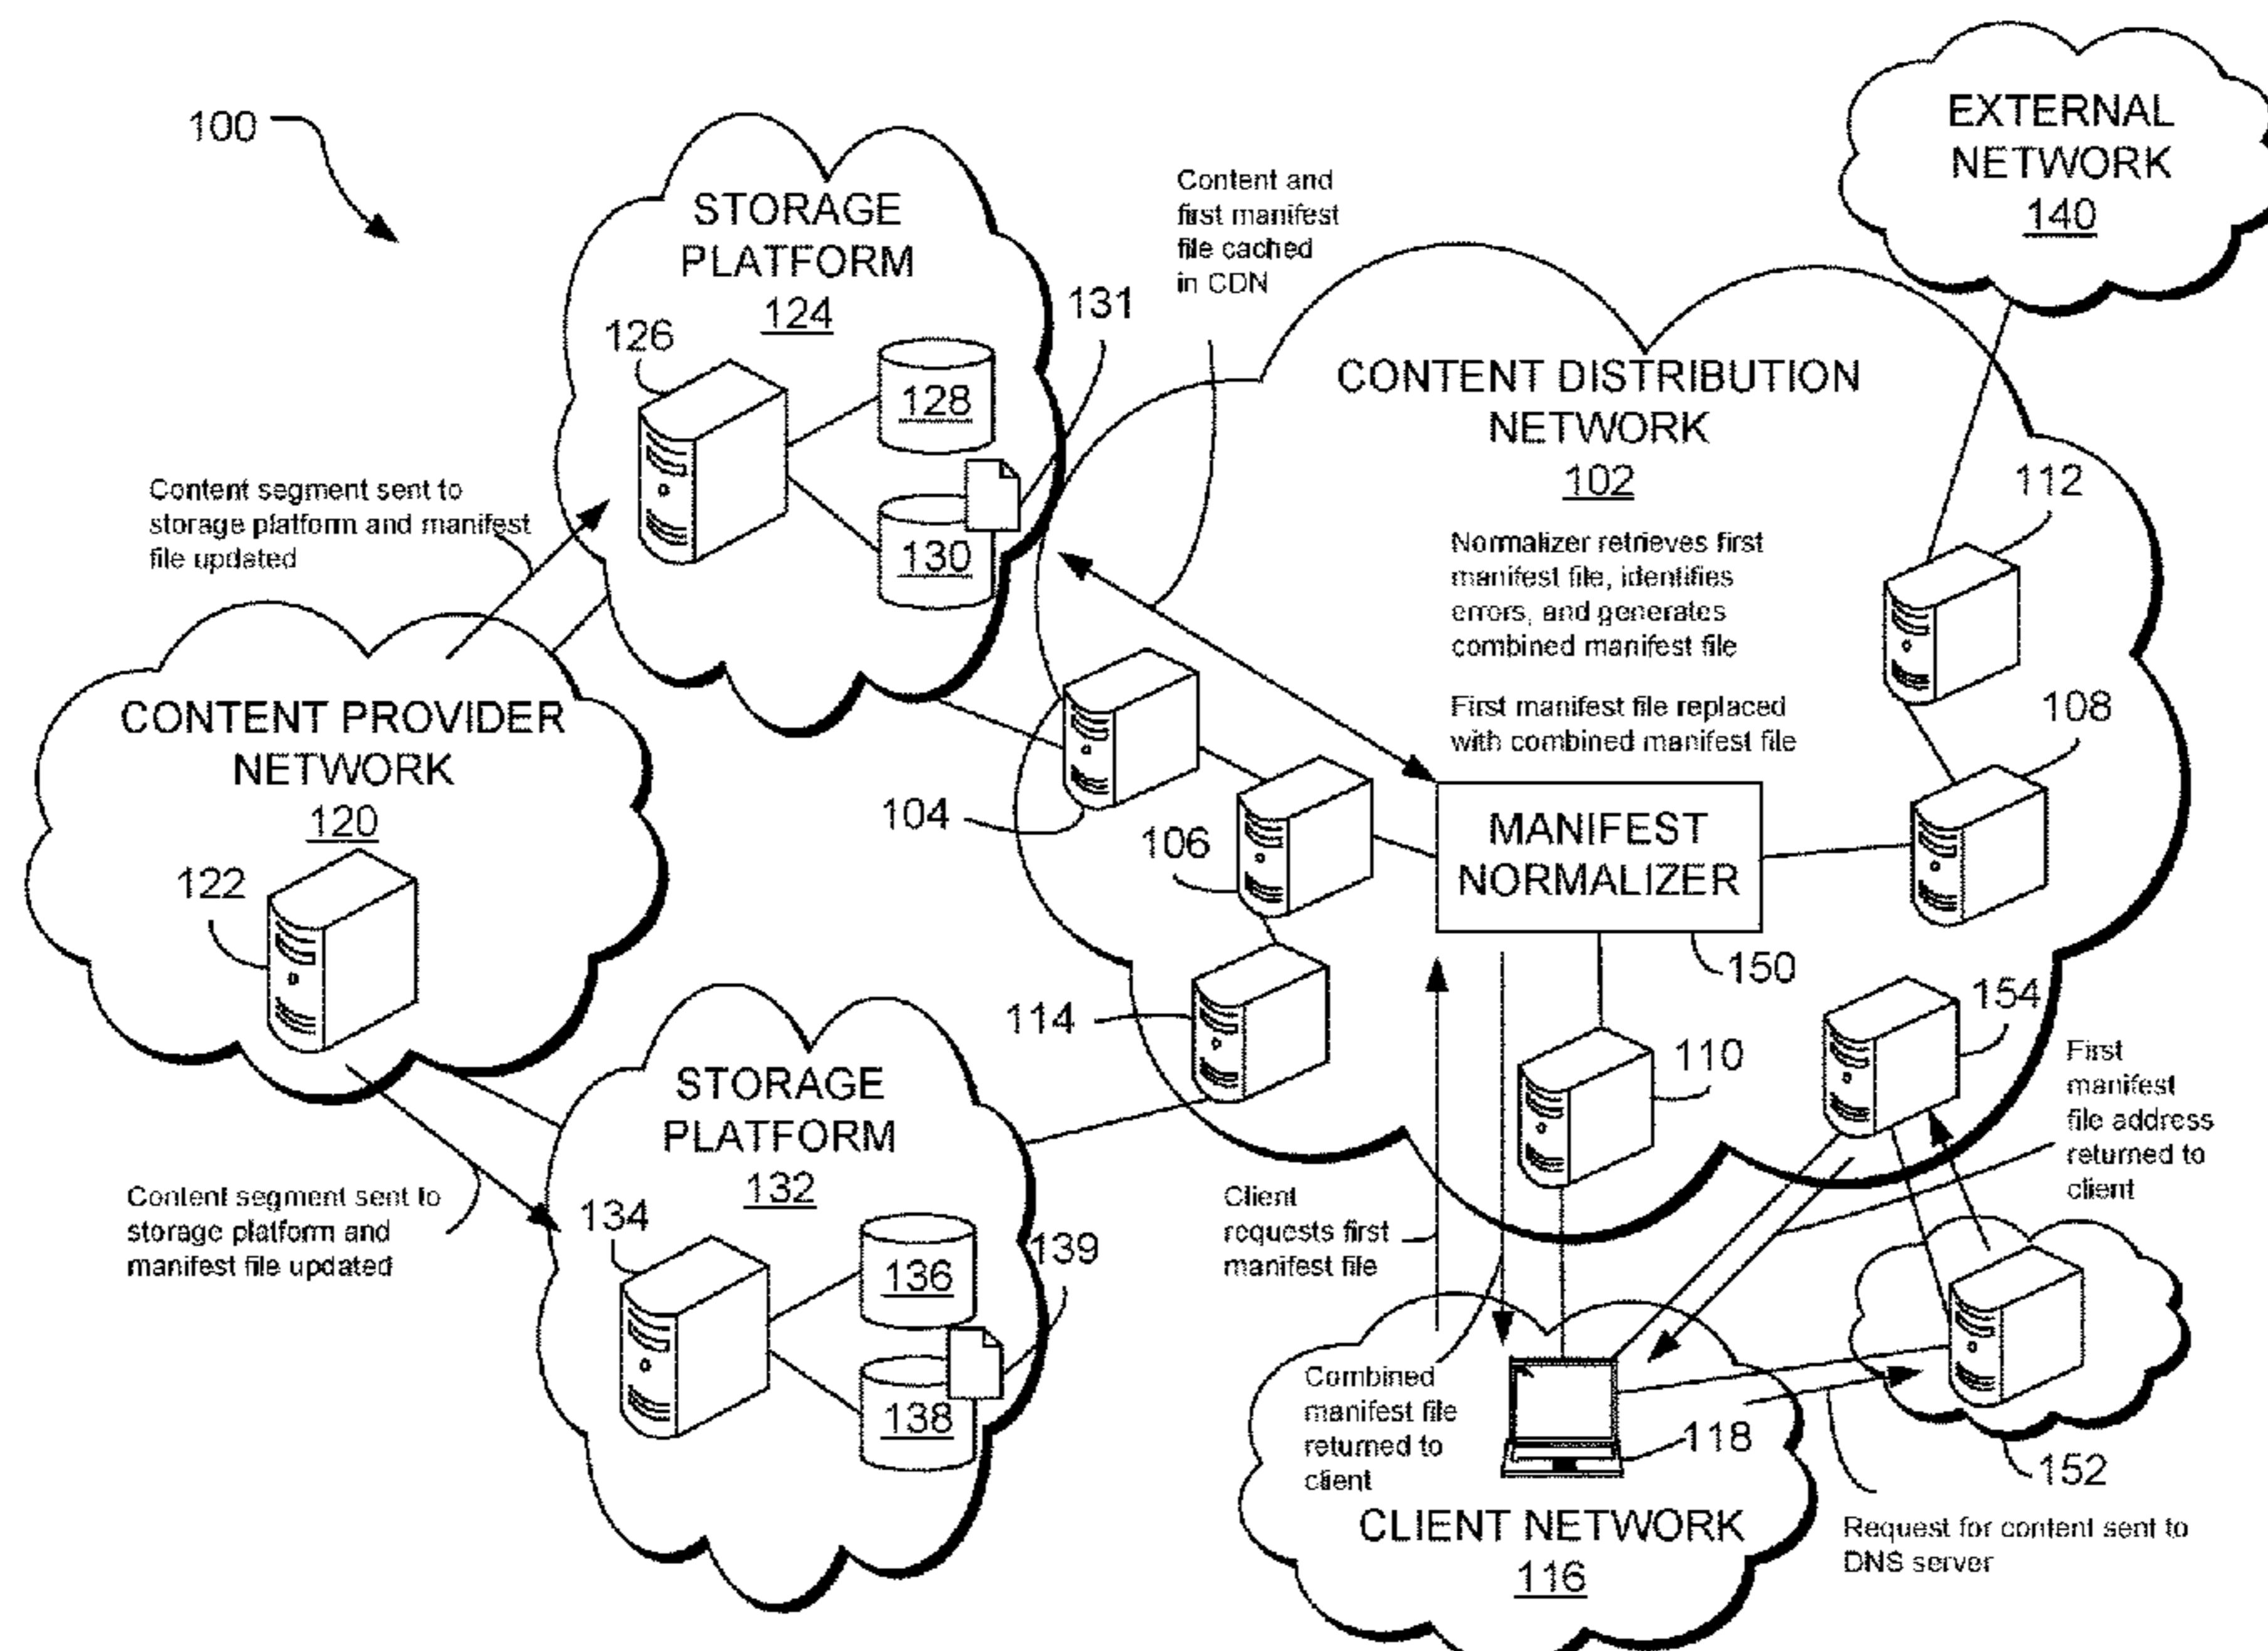 100
STORAGE
PLATFORM
124
126
128
130
131
Content and
first manifest
file cached
in CDN
EXTERNAL
NETWORK
140
CONTENT DISTRIBUTION
NETWORK
102
Normalizer retrieves first
manifest file, identifies
errors, and generates
combined manifest file
First manifest file replaced
with combined manifest file
112
108
Content segment sent to
storage platform and manifest
file updated
CONTENT PROVIDER
NETWORK
120
122
104
106
114
MANIFEST
NORMALIZER
150
110
154
First
manifest
file address
returned to
client
Content segment sent to
storage platform and
manifest file updated
STORAGE
PLATFORM
132
134
136
138
139
Client
requests first
manifest file
Combined
manifest file
returned to
client
118
152
CLIENT NETWORK
116
Request for content sent to
DNS server